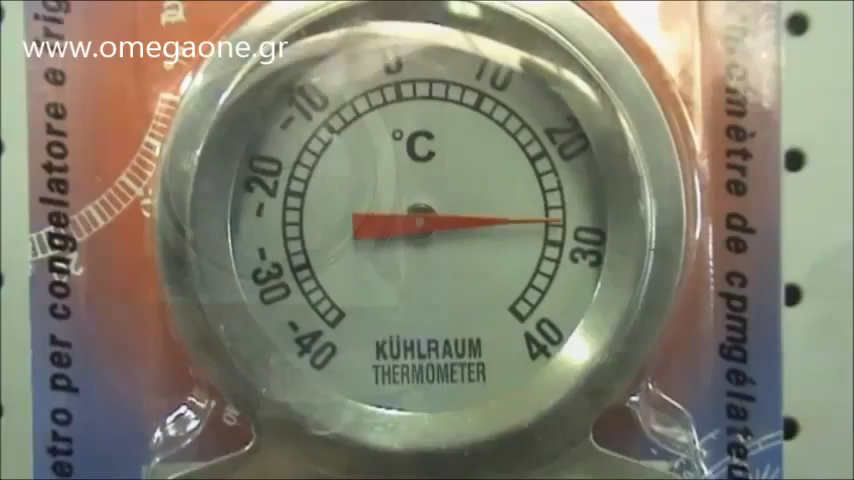 www.omegaone.gr
0
10
-10
20
-20
30
-30
40
-40
°C
KÜHLRAUM
THERMOMETER
etro per congelatore e frig
mètre de cpmgélateu